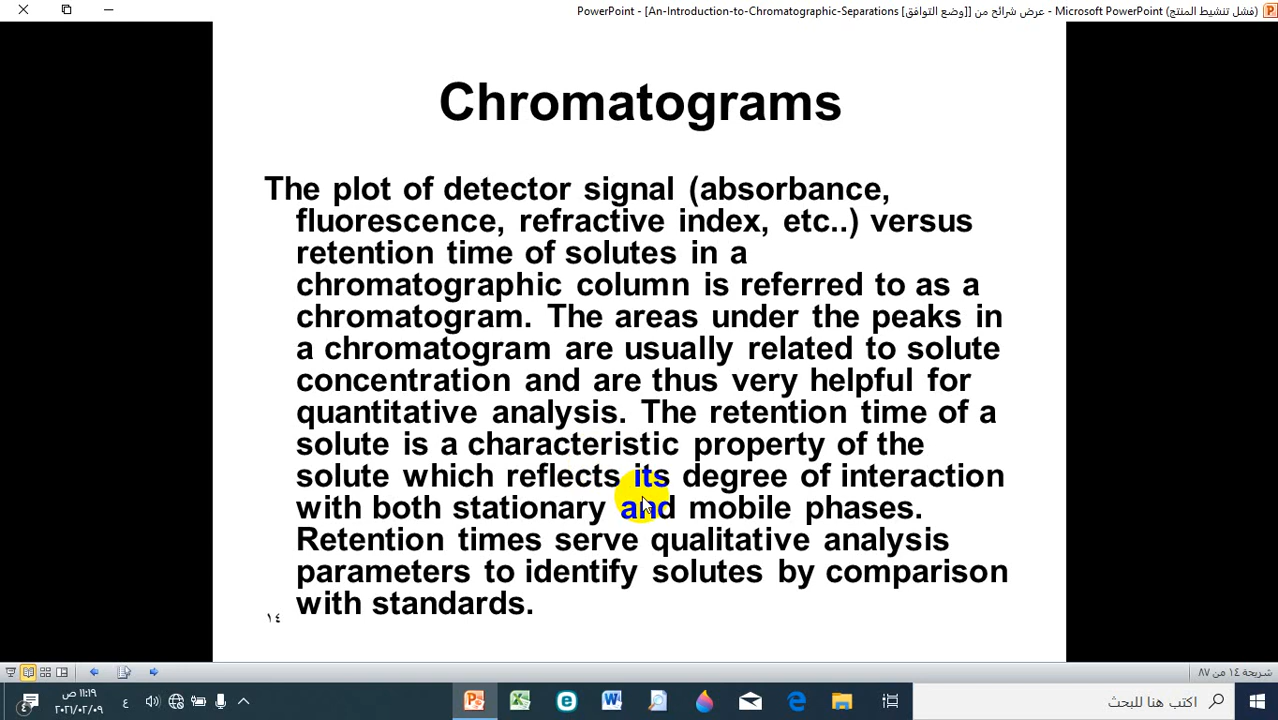 PowerPoint - [An-Introduction-to-Chromatographic-Separations [وضع التوافق]] عرض شرائح من - Microsoft PowerPoint (فشل تنشيط المنتج)
Chromatograms
The plot of detector signal (absorbance,
fluorescence, refractive index, etc..) versus
retention time of solutes in a
chromatographic column is referred to as a
chromatogram. The areas under the peaks in
a chromatogram are usually related to solute
concentration and are thus very helpful for
quantitative analysis. The retention time of a
solute is a characteristic property of the
solute which reflects its degree of interaction
with both stationary and mobile phases.
Retention times serve qualitative analysis
parameters to identify solutes by comparison
with standards.
١٤
شريحة ١٤ من ٨٧
١١:١٩ ص
٢٠٢١/٠٢/٠٩
ع
اكتب هنا للبحث